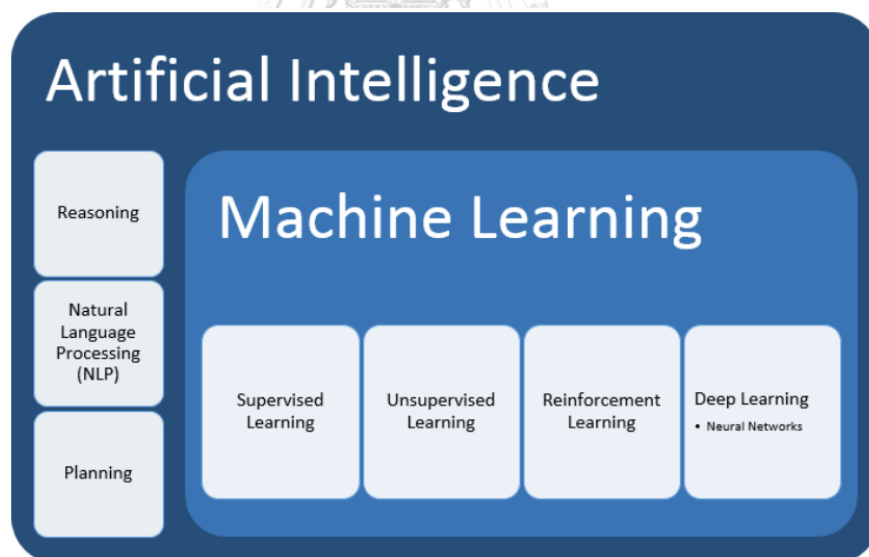 Artificial Intelligence
Reasoning
Natural
Language
Processing
(NLP)
Planning
Machine Learning
Supervised
Learning
Unsupervised
Learning
Reinforcement
Learning
Deep Learning
• Neural Networks